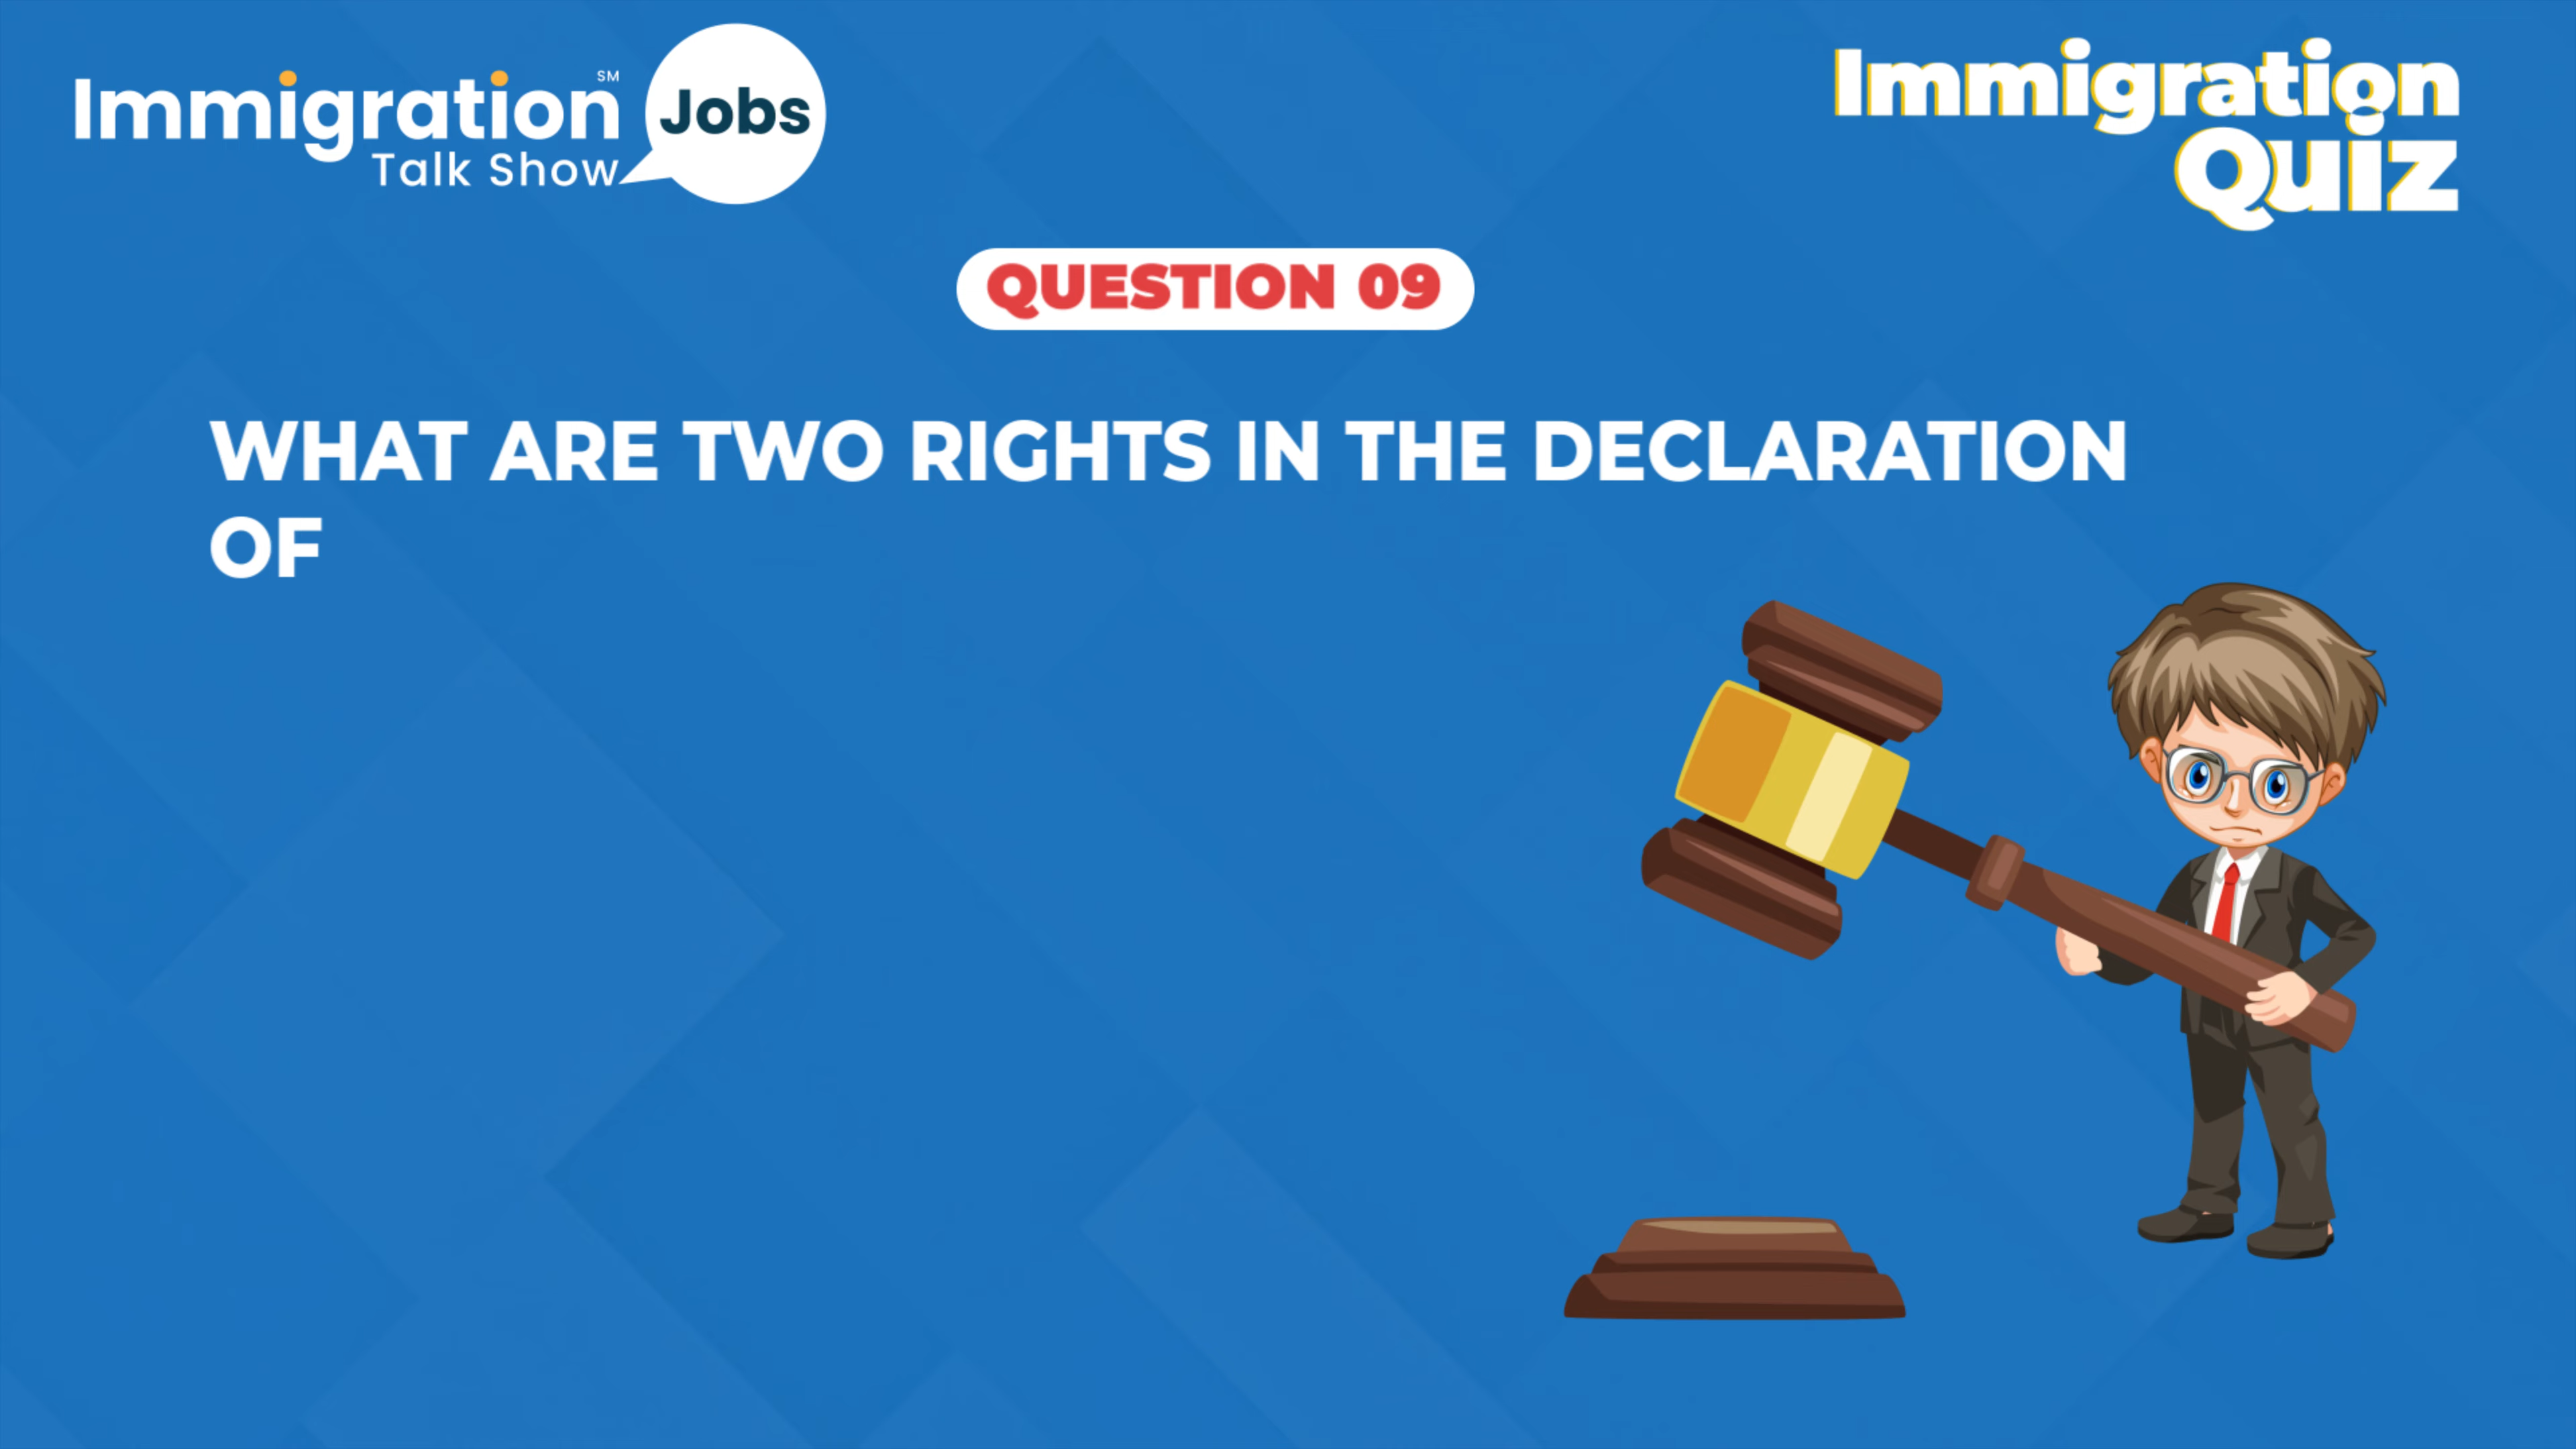 Immigration SM
Talk Show
Jobs
Immigration
Quiz
QUESTION 09
WHAT ARE TWO RIGHTS IN THE DECLARATION
OF